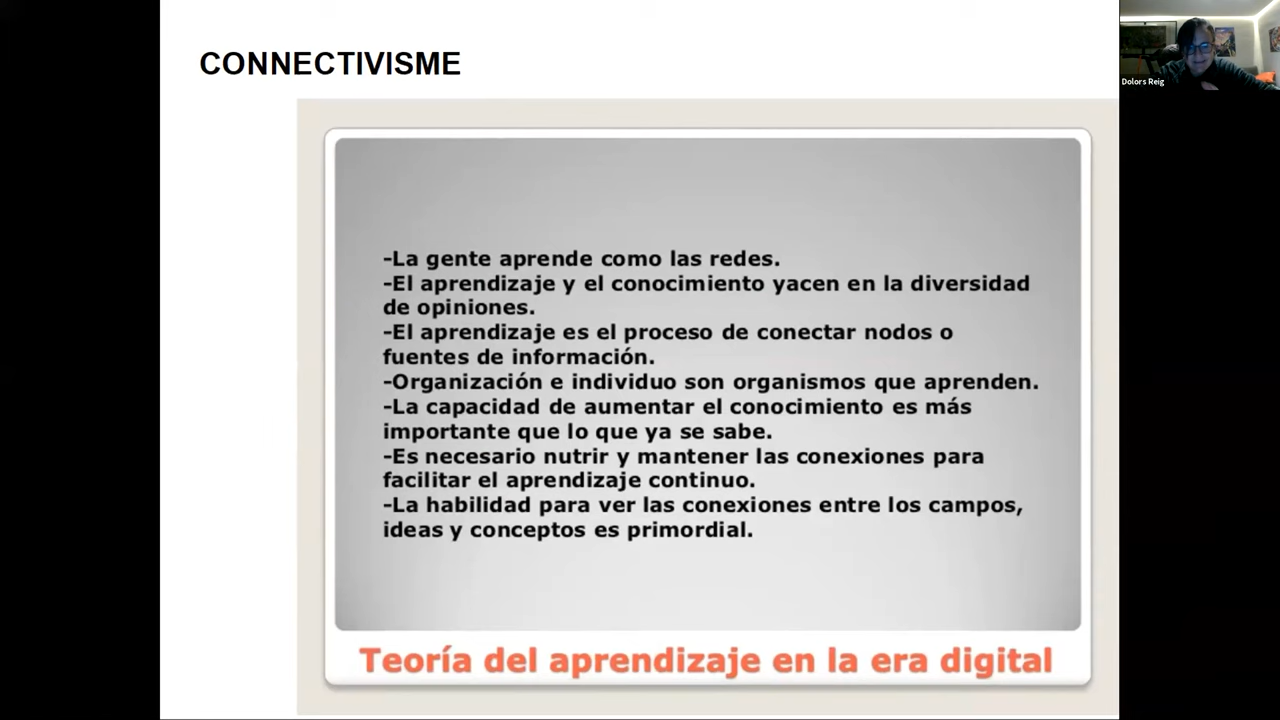 CONNECTIVISME
Dolors Reig
-La gente aprende como las redes.
-El aprendizaje y el conocimiento yacen en la diversidad
de opiniones.
-El aprendizaje es el proceso de conectar nodos o
fuentes de información.
-Organización e individuo son organismos que aprenden.
-La capacidad de aumentar el conocimiento es más
importante que lo que ya se sabe.
-Es necesario nutrir y mantener las conexiones para
facilitar el aprendizaje continuo.
-La habilidad para ver las conexiones entre los campos,
ideas y conceptos es primordial.
Teoría del aprendizaje en la era digital